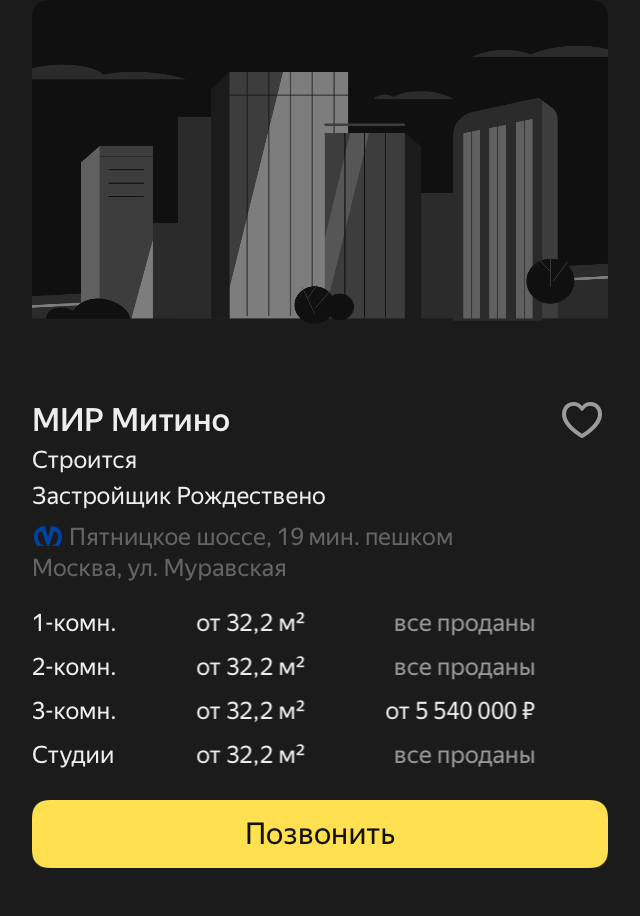 МИР Митино
Строится
Застройщик Рождествено
Пятницкое шоссе, 19 мин. пешком
Москва, ул. Муравская
1-комн. от 32,2 м² все проданы
2-комн. от 32,2 м² все проданы
3-комн. от 32,2 м² от 5 540 000 ₽
Студии от 32,2 м² все проданы
Позвонить